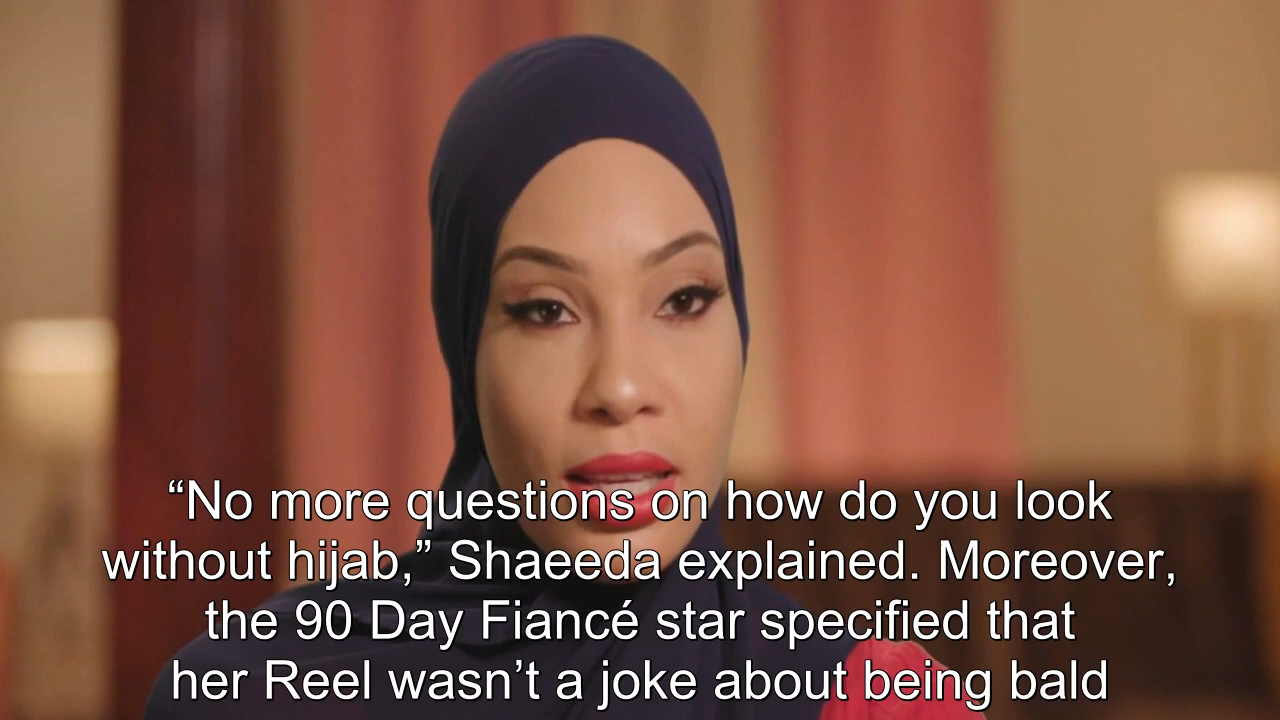 “No more questions on how do you look
without hijab,” Shaeeda explained. Moreover,
the 90 Day Fiancé star specified that
her Reel wasn’t a joke about being bald